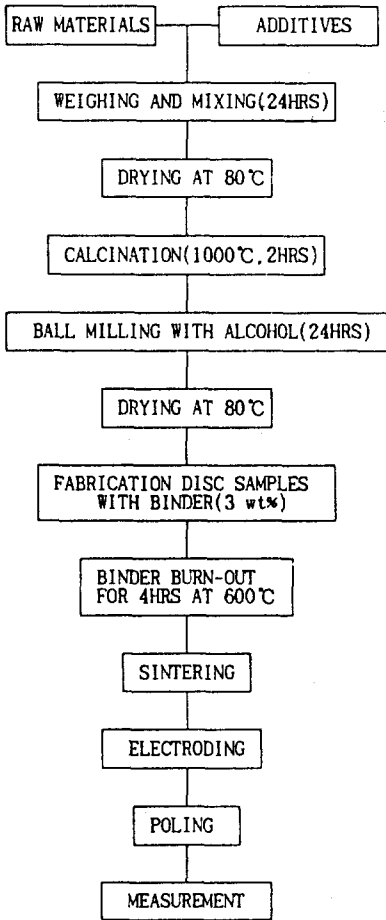 RAW MATERIALS
ADDITIVES
WEIGHING AND MIXING(24HRS)
DRYING AT 80℃
CALCINATION(1000℃,2HRS)
BALL MILLING WITH ALCOHOL(24HRS)
DRYING AT 80℃
FABRICATION DISC SAMPLES
WITH BINDER(3 wt%)
BINDER BURN-OUT
FOR 4HRS AT 600℃
SINTERING
ELECTRODING
POLING
MEASUREMENT